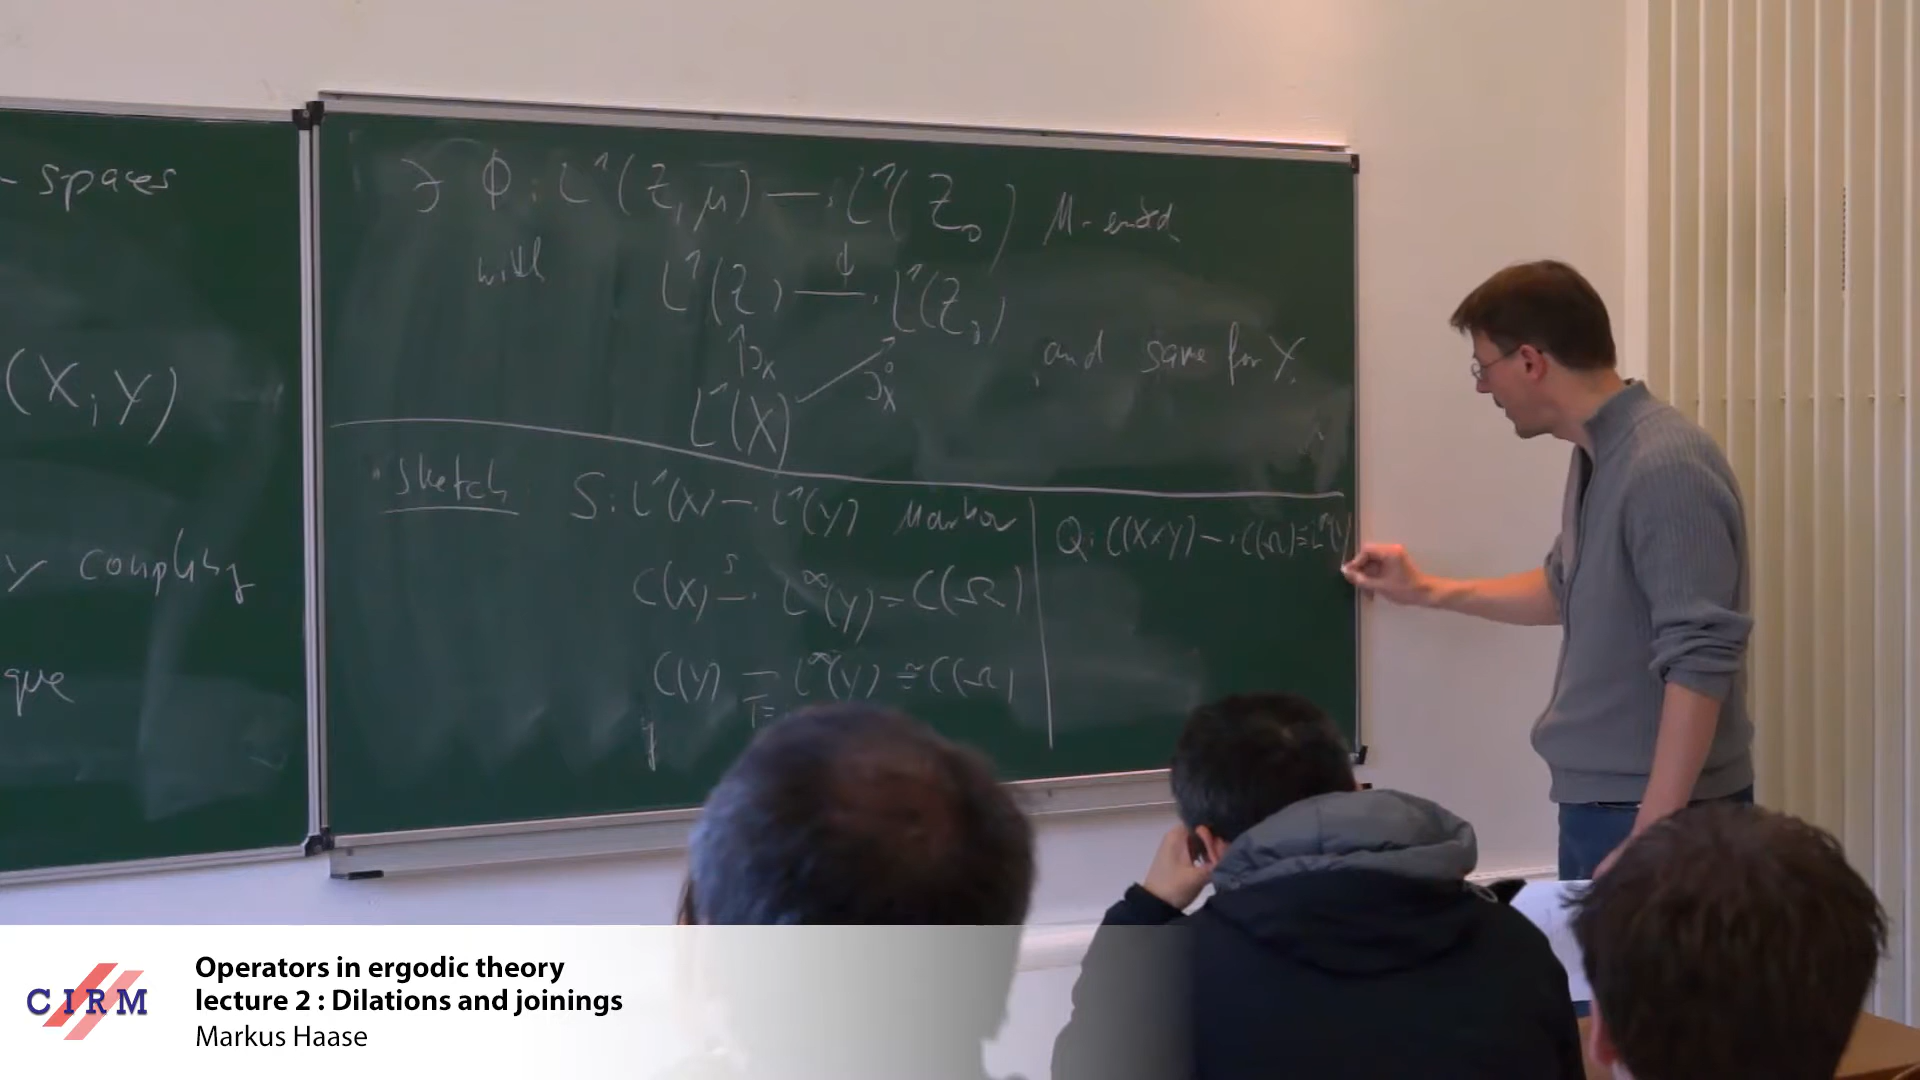 - spaces
(X,Y)
y coupling
que
∃ Φ: L¹(Z,μ) → L¹(Z₀)
with L¹(Z) → L¹(Z₀)
Φ
J_X
J_X⁰
L¹(X)
, and same for Y.
Sketch S: L¹(X) → L¹(Y) Markov
C(X) →ˢ L^∞(Y) = C(Ω)
C(Y) → L^∞(Y) ≅ C(Ω)
Q: C(X×Y) → C(Ω) ≅ L^∞(Y)
CIRM
Operators in ergodic theory
lecture 2 : Dilations and joinings
Markus Haase